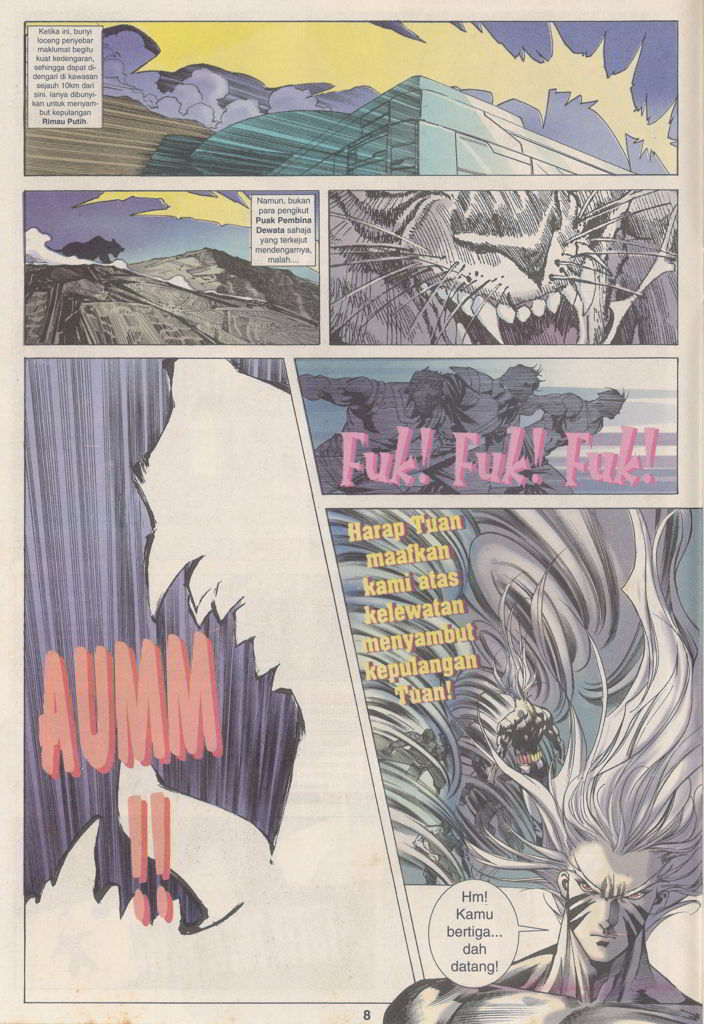 Ketika ini, bunyi
loceng penyebar
maklumat begitu
kuat kedengaran,
sehingga dapat di-
dengari di kawasan
sejauh 10km dari
sini. Ianya dibunyi-
kan untuk menyam-
but kepulangan
Rimau Putih.
Namun, bukan
para pengikut
Puak Pembina
Dewata sahaja
yang terkejut
mendengarnya,
malah....
Fuk! Fuk! Fuk!
AUMM
!!
Harap Tuan
maafkan
kami atas
kelewatan
menyambut
kepulangan
Tuan!
Hm!
Kamu
bertiga...
dah
datang!
8